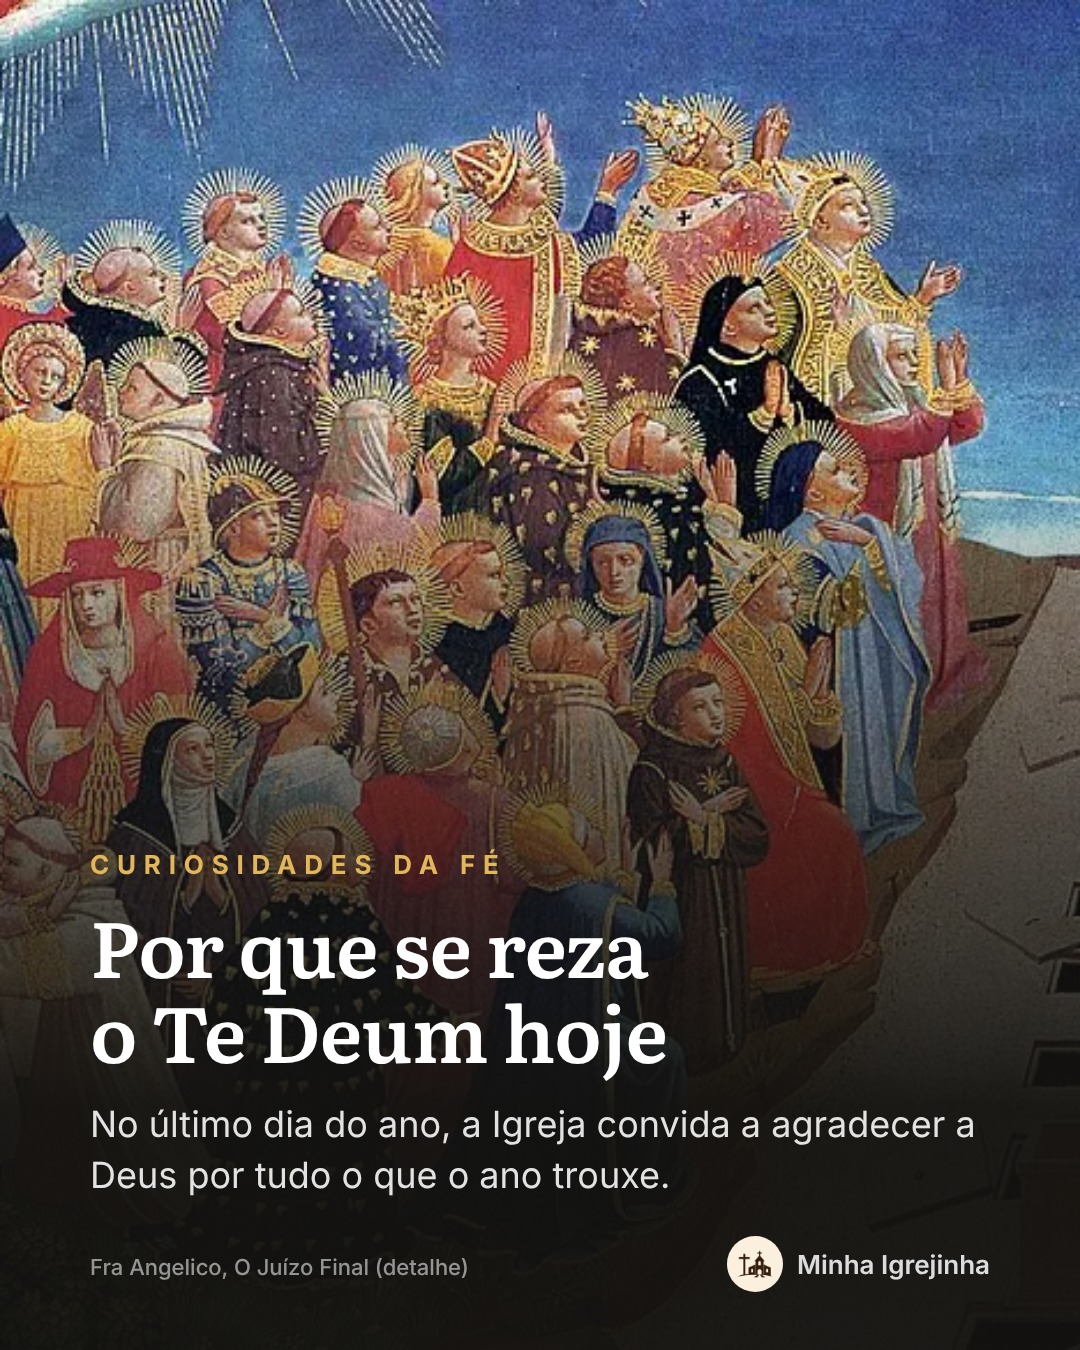 CURIOSIDADES DA FÉ
Por que se reza
o Te Deum hoje
No último dia do ano, a Igreja convida a agradecer a
Deus por tudo o que o ano trouxe.
Fra Angelico, O Juízo Final (detalhe)
Minha Igrejinha